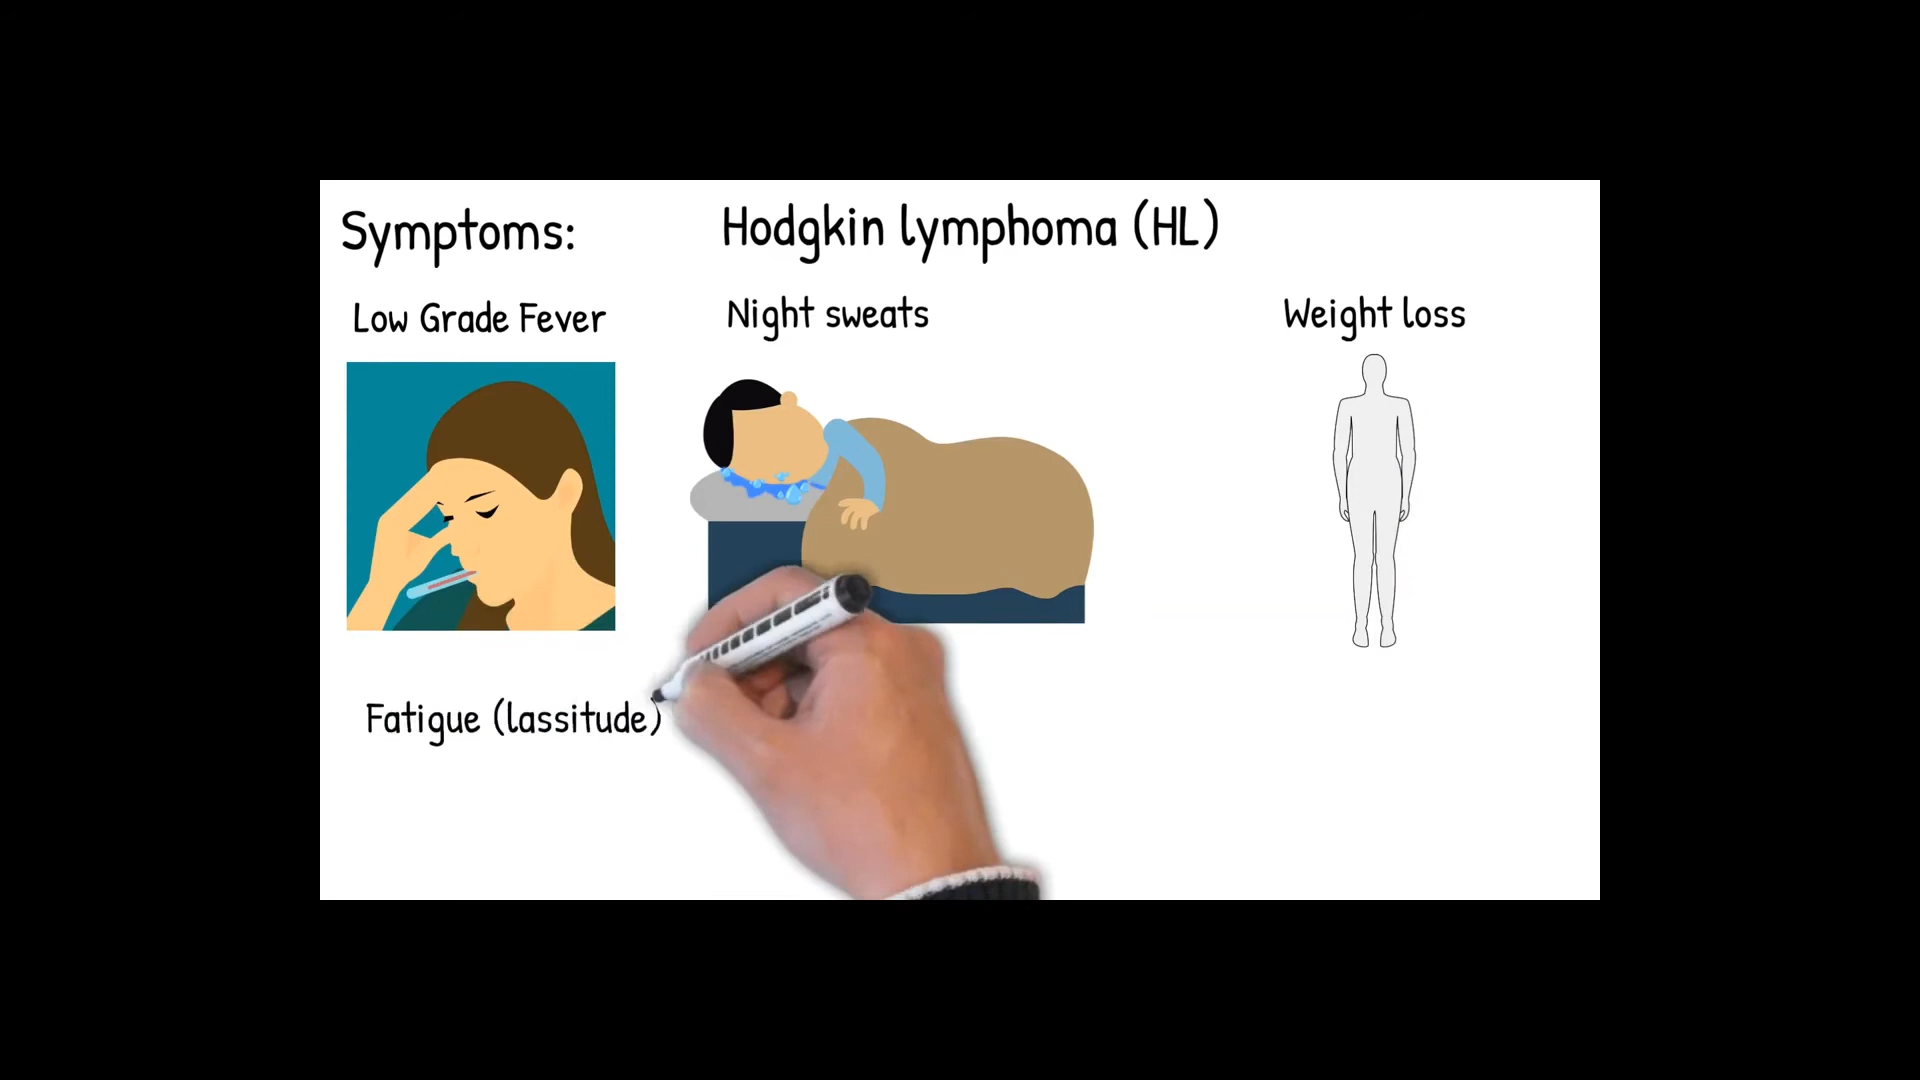 Symptoms:
Hodgkin lymphoma (HL)
Low Grade Fever
Night sweats
Weight loss
Fatigue (lassitude)